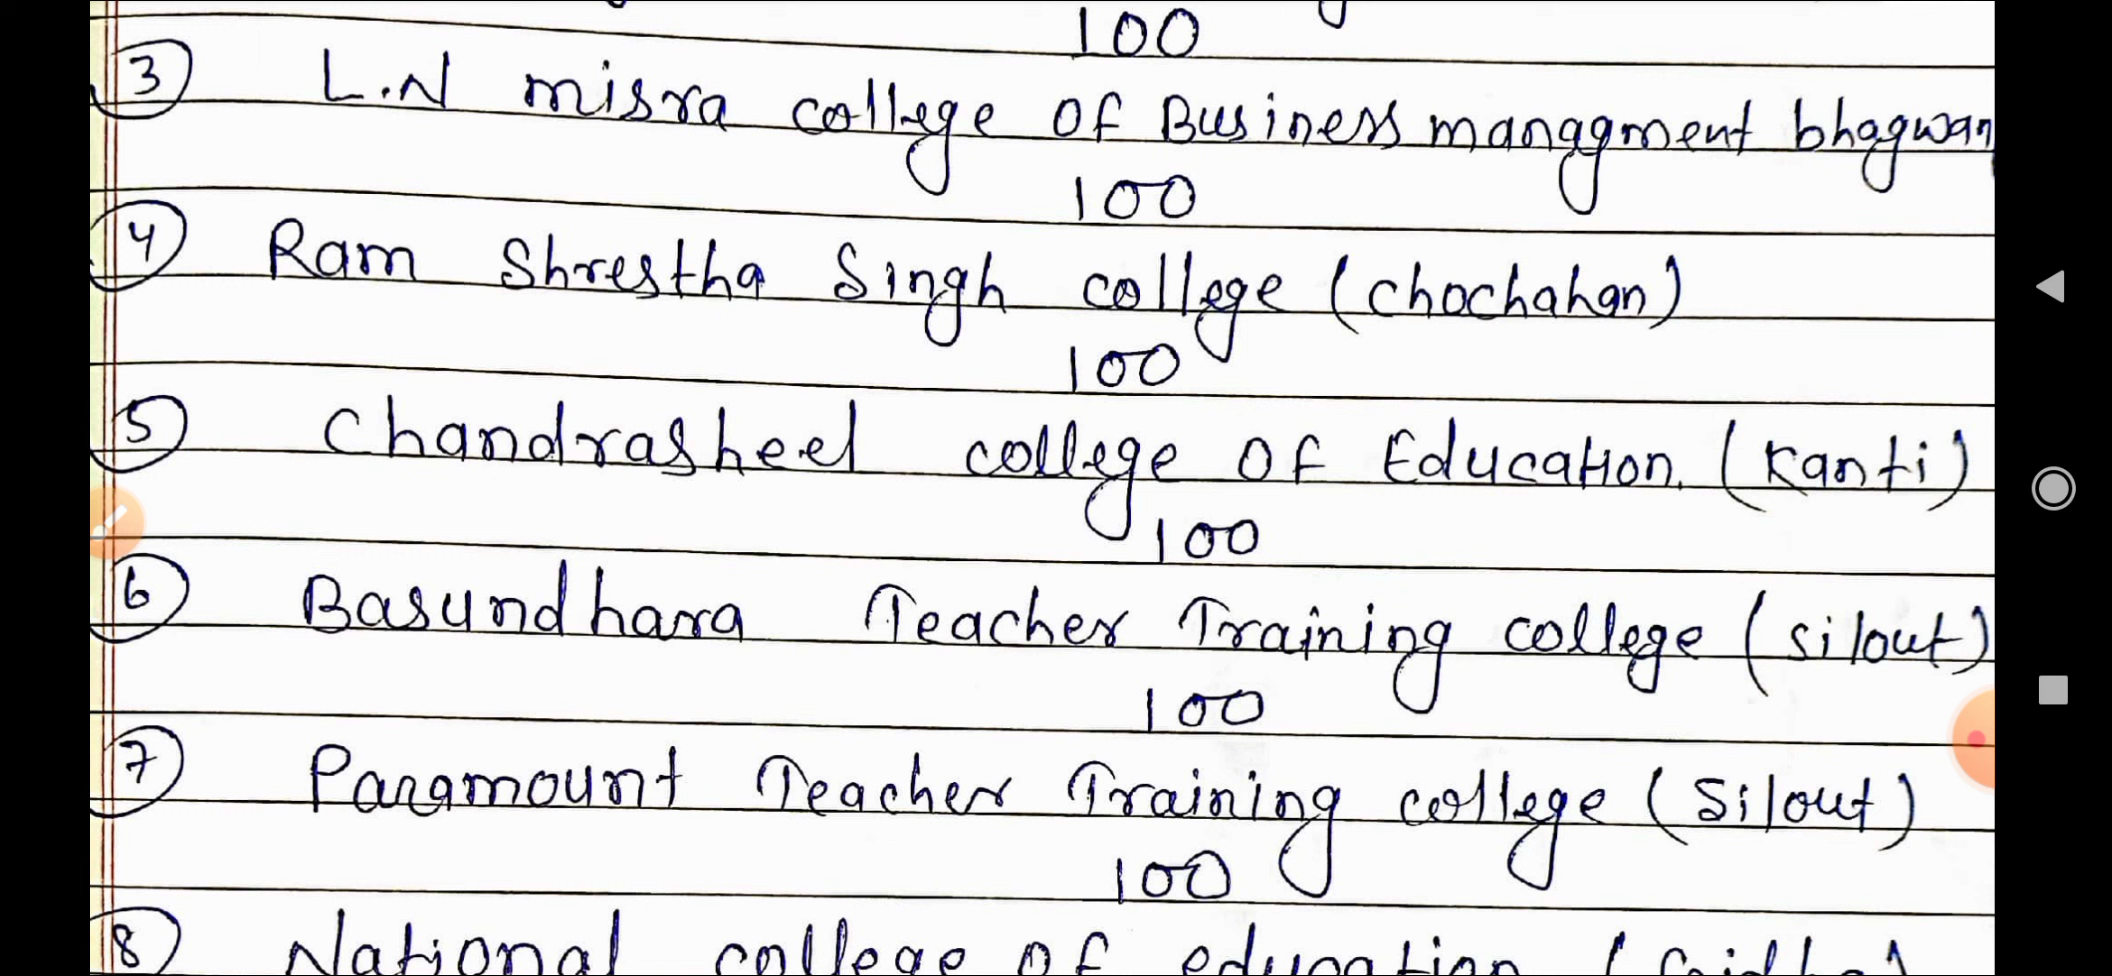 100
3 L.N misra college of Business managment bhagwan
100
4 Ram Shrestha Singh college (chochahan)
100
5 Chandrasheel college of Education. (Kanti)
100
6 Basundhara Teacher Training college (silout)
100
7 Paramount Teacher Training college (silout)
100
8 National college of education